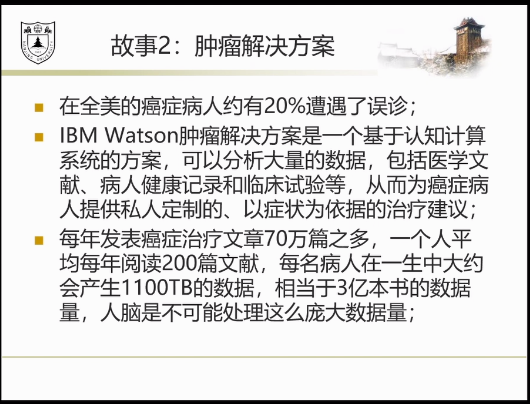 故事2：肿瘤解决方案
在全美的癌症病人约有20%遭遇了误诊；
IBM Watson肿瘤解决方案是一个基于认知计算
系统的方案，可以分析大量的数据，包括医学文
献、病人健康记录和临床试验等，从而为癌症病
人提供私人定制的、以症状为依据的治疗建议；
每年发表癌症治疗文章70万篇之多，一个人平
均每年阅读200篇文献，每名病人在一生中大约
会产生1100TB的数据，相当于3亿本书的数据
量，人脑是不可能处理这么庞大数据量；